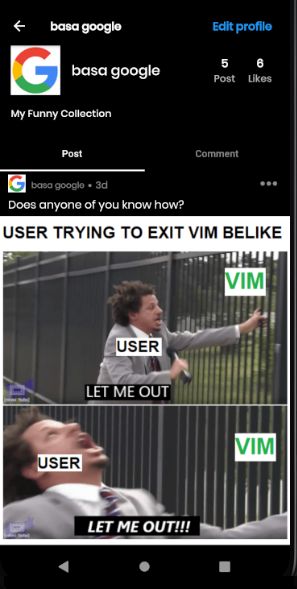 basa google
Edit profile
basa google
5
6
Post
Likes
My Funny Collection
Post
Comment
basa google • 3d
Does anyone of you know how?
USER TRYING TO EXIT VIM BELIKE
VIM
USER
LET ME OUT
VIM
USER
LET ME OUT!!!